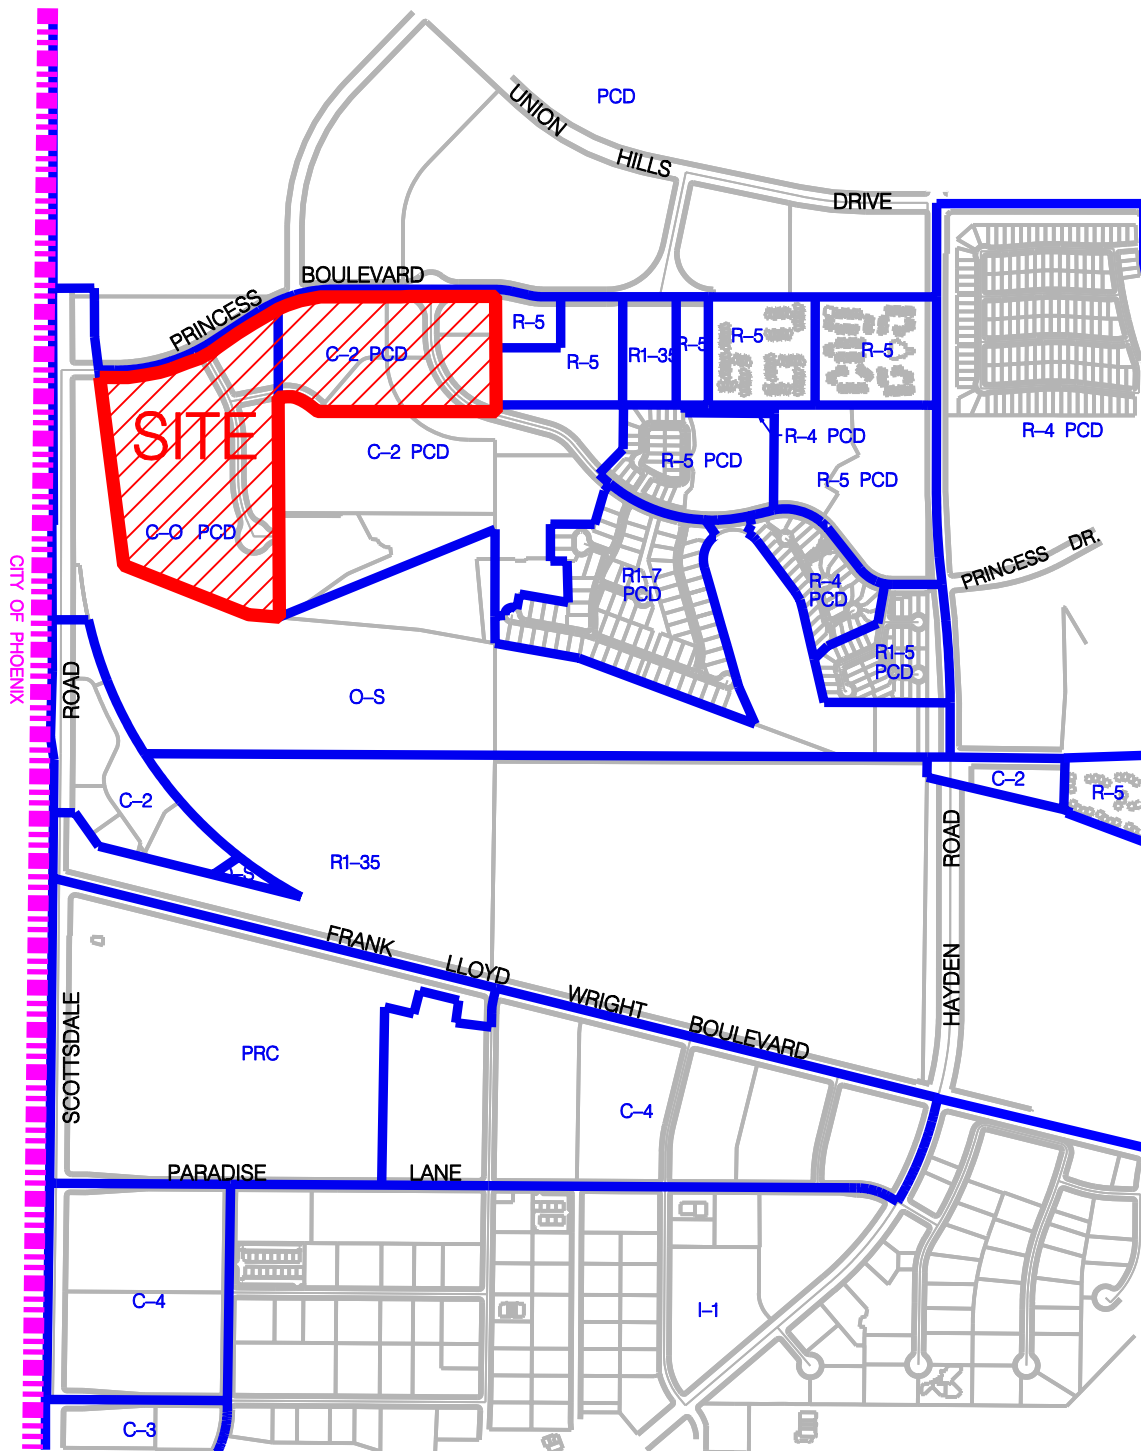 PCD
UNION
HILLS
DRIVE
BOULEVARD
PRINCESS
R-5
R-5
R1-35
R-5
R-5
R-5
C-2 PCD
SITE
C-2 PCD
R-4 PCD
R-4 PCD
R-5 PCD
R-5 PCD
C-O PCD
PRINCESS DR.
CITY OF PHOENIX
R1-7
PCD
R-4
PCD
R1-5
PCD
ROAD
O-S
C-2
C-2
R-5
ROAD
R1-35
O-S
FRANK
LLOYD
WRIGHT
BOULEVARD
HAYDEN
SCOTTSDALE
PRC
C-4
PARADISE
LANE
C-4
I-1
C-3